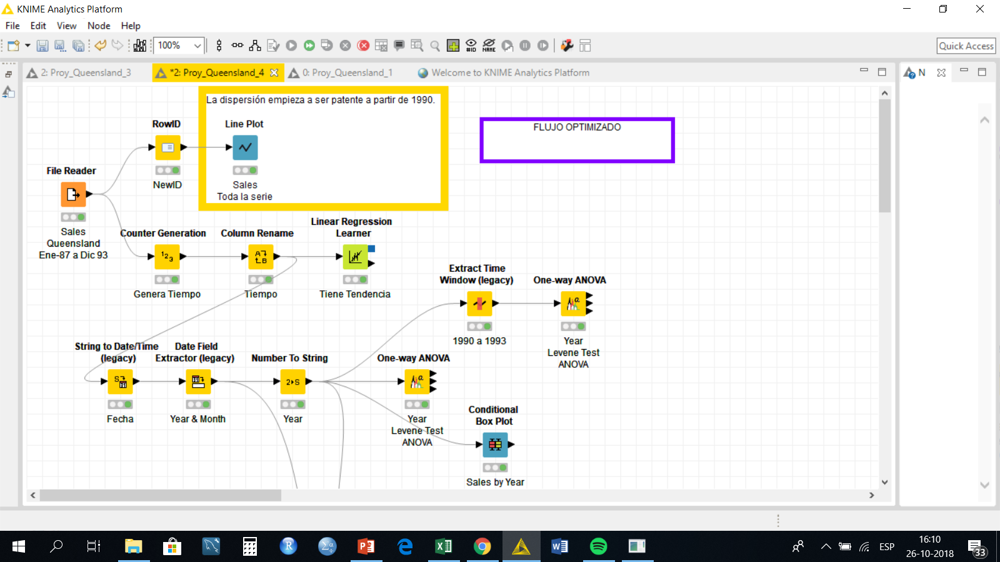 KNIME Analytics Platform
File Edit View Node Help
100%
#ID
NAME
Quick Access
2: Proy_Queensland_3
*2: Proy_Queensland_4
0: Proy_Queensland_1
Welcome to KNIME Analytics Platform
N
La dispersión empieza a ser patente a partir de 1990.
FLUJO OPTIMIZADO
RowID
NewID
Line Plot
Sales
Toda la serie
File Reader
Sales
Queensland
Ene-87 a Dic 93
Counter Generation
Genera Tiempo
Column Rename
Tiempo
Linear Regression
Learner
Tiene Tendencia
Extract Time
Window (legacy)
1990 a 1993
One-way ANOVA
Year
Levene Test
ANOVA
String to Date/Time
(legacy)
Fecha
Date Field
Extractor (legacy)
Year & Month
Number To String
Year
One-way ANOVA
Year
Levene Test
ANOVA
Conditional
Box Plot
Sales by Year
ESP
16:10
26-10-2018
33